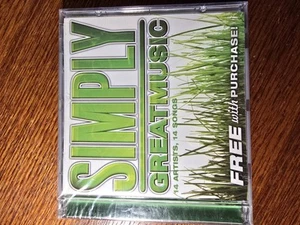 SIMPLY
GREATMUSIC
14 ARTISTS, 14 SONGS
FREE with PURCHASE!